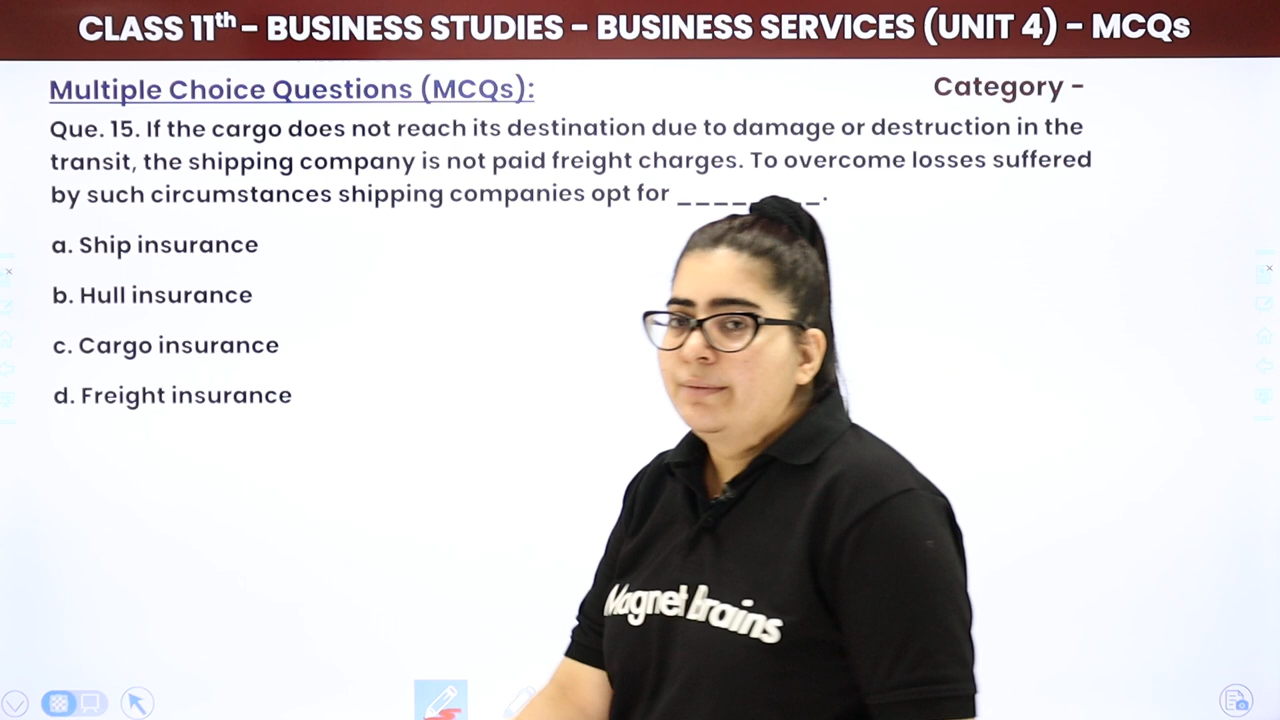 CLASS 11th - BUSINESS STUDIES - BUSINESS SERVICES (UNIT 4) - MCQs
Multiple Choice Questions (MCQs):
Category -
Que. 15. If the cargo does not reach its destination due to damage or destruction in the
transit, the shipping company is not paid freight charges. To overcome losses suffered
by such circumstances shipping companies opt for ________.
a. Ship insurance
b. Hull insurance
c. Cargo insurance
d. Freight insurance
Magnet Brains